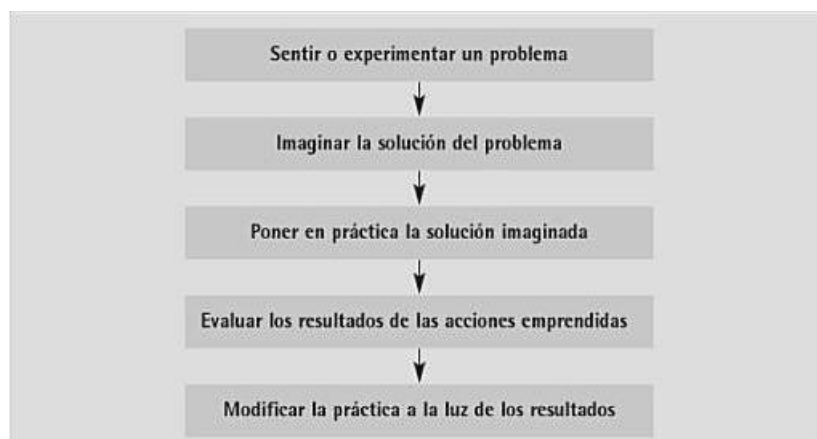 Sentir o experimentar un problema
Imaginar la solución del problema
Poner en práctica la solución imaginada
Evaluar los resultados de las acciones emprendidas
Modificar la práctica a la luz de los resultados